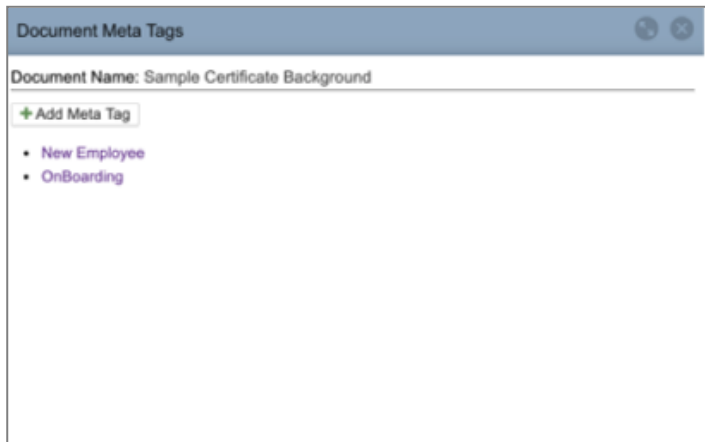 Document Meta Tags
Document Name: Sample Certificate Background
Add Meta Tag
New Employee
OnBoarding